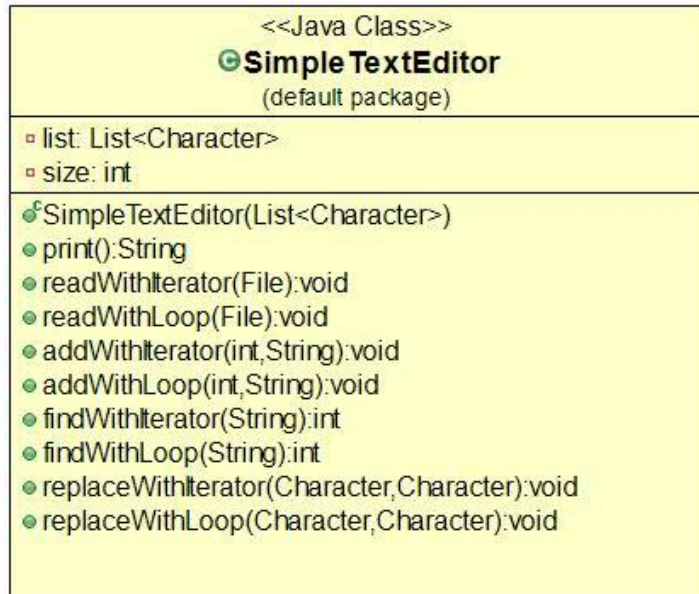 <<Java Class>>
SimpleTextEditor
(default package)
list: List<Character>
size: int
SimpleTextEditor(List<Character>)
print():String
readWithIterator(File):void
readWithLoop(File):void
addWithIterator(int,String):void
addWithLoop(int,String):void
findWithIterator(String):int
findWithLoop(String):int
replaceWithIterator(Character,Character):void
replaceWithLoop(Character,Character):void